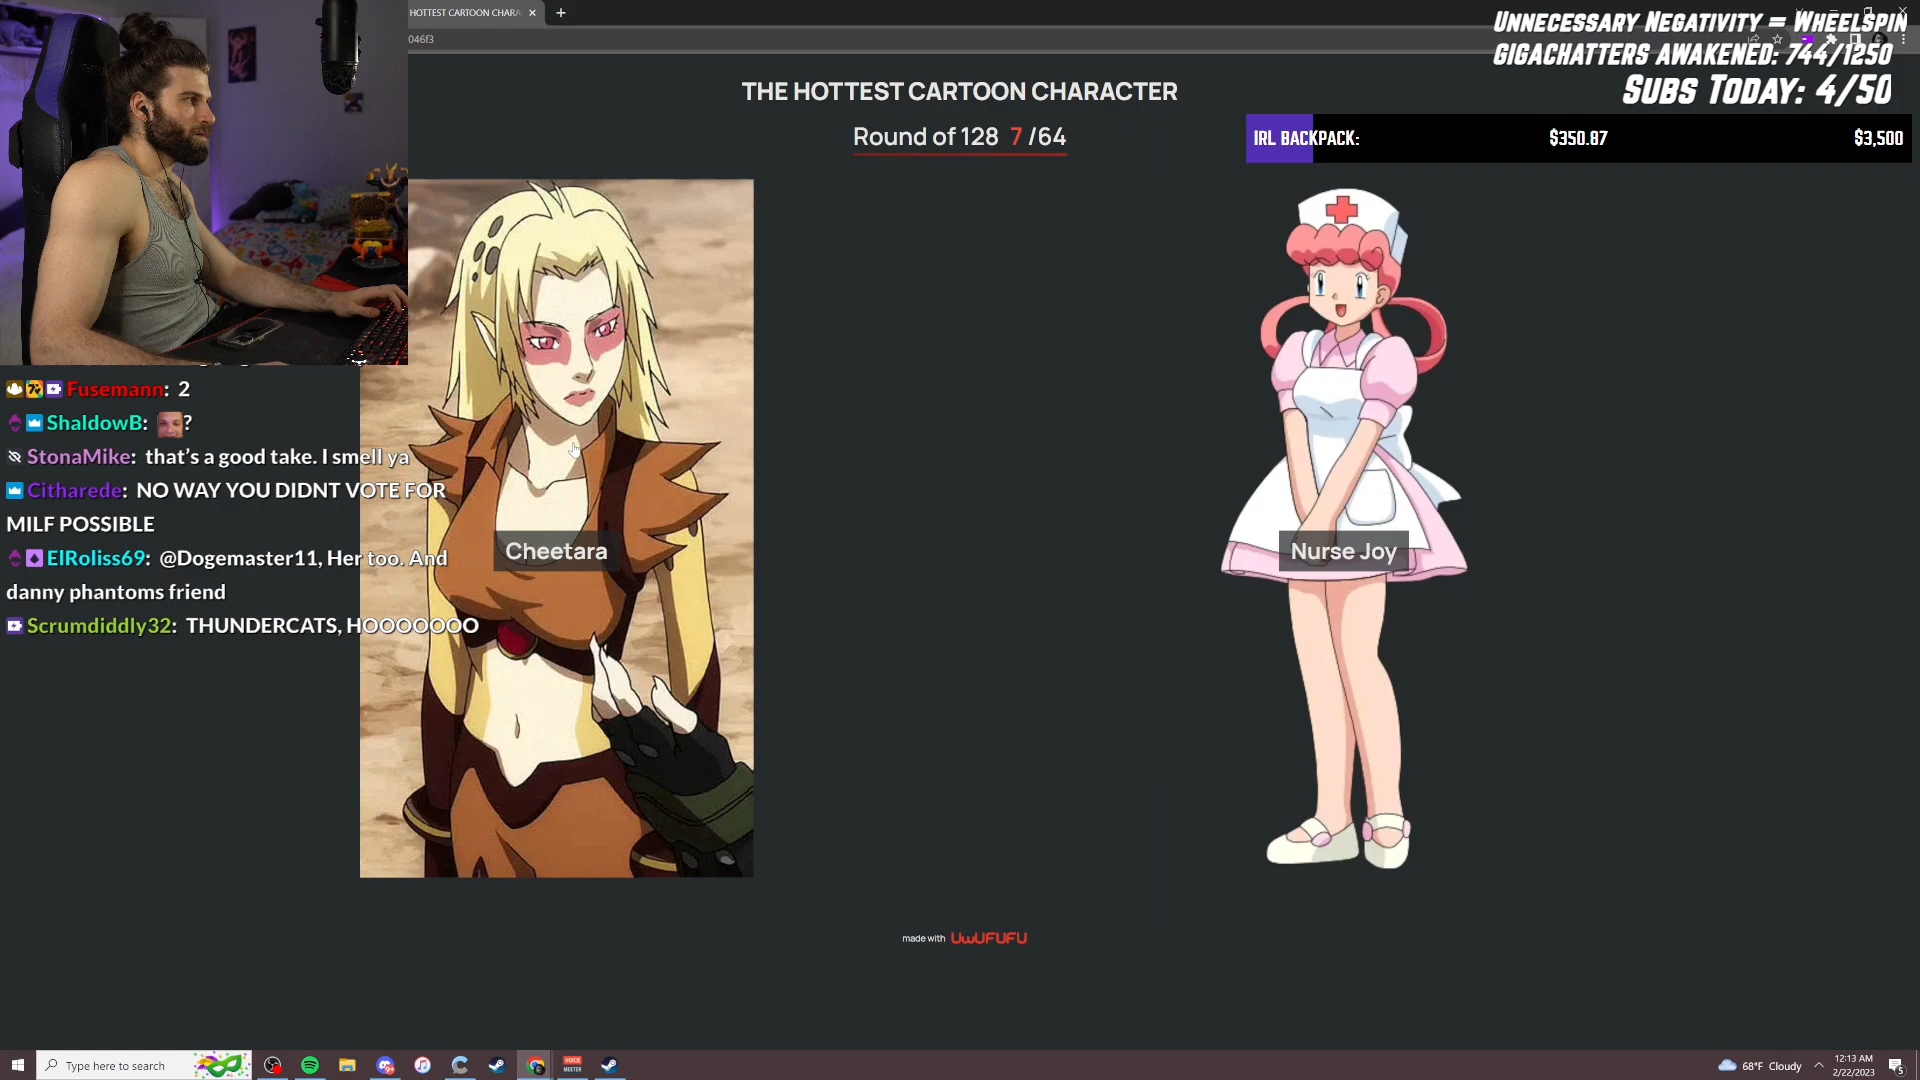 HOTTEST CARTOON CHARA
046f3
UNNECESSARY NEGATIVITY = WHEELSPIN
GIGACHATTERS AWAKENED: 744/1250
SUBS TODAY: 4/50
THE HOTTEST CARTOON CHARACTER
Round of 128 7 /64
IRL BACKPACK: $350.87 $3,500
Fusemann: 2
ShaldowB: ?
StonaMike: that's a good take. I smell ya
Citharede: NO WAY YOU DIDNT VOTE FOR
MILF POSSIBLE
ElRoliss69: @Dogemaster11, Her too. And
danny phantoms friend
Scrumdiddly32: THUNDERCATS, HOOOOOOO
Cheetara
Nurse Joy
made with UwUFUFU
Type here to search
VOICE
MEETER
68°F Cloudy
12:13 AM
2/22/2023
5